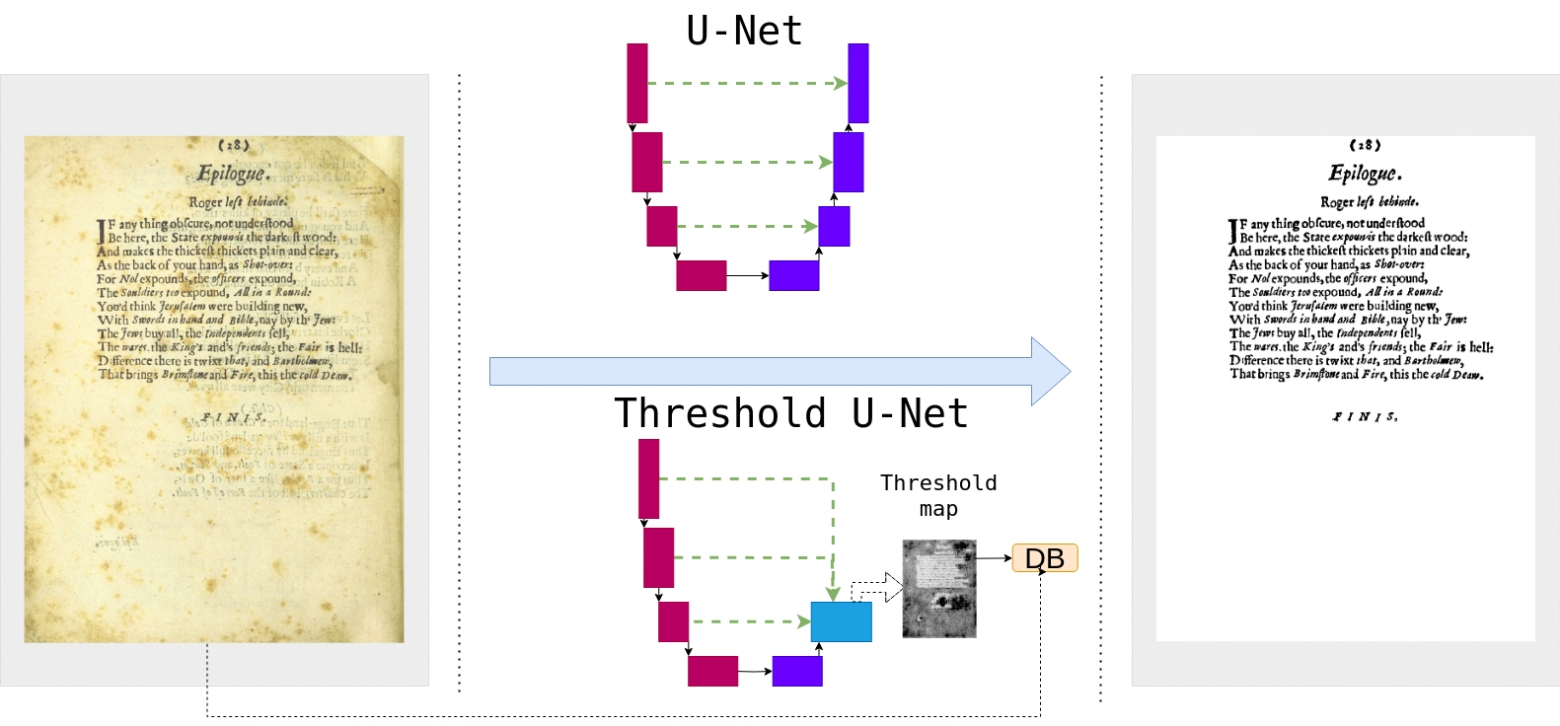 (28)
Epilogue.
Roger left behinde.
IF any thing obſcure, not underſtood
Be here, the State expounds the darkeſt wood:
And makes the thickeſt thickets plain and clear,
As the back of your hand, as Shot-over:
For Nol expounds, the officers expound,
The Souldiers too expound, All in a Round:
You'd think Jeruſalem were building new,
With Swords in hand and Bible, nay by th' Jew:
The Jews buy all, the Independents ſell,
The wares, the King's and's friends; the Fair is hell:
Difference there is twixt that, and Bartholmew,
That brings Brimſtone and Fire, this the cold Deaw.
FINIS,
U-Net
Threshold U-Net
Threshold
map
DB
(28)
Epilogue.
Roger left behinde.
IF any thing obſcure, not underſtood
Be here, the State expounds the darkeſt wood:
And makes the thickeſt thickets plain and clear,
As the back of your hand, as Shot-over:
For Nol expounds, the officers expound,
The Souldiers too expound, All in a Round:
You'd think Jeruſalem were building new,
With Swords in hand and Bible, nay by th' Jew:
The Jews buy all, the Independents ſell,
The wares, the King's and's friends; the Fair is hell:
Difference there is twixt that, and Bartholmew,
That brings Brimſtone and Fire, this the cold Deaw.
FINIS,